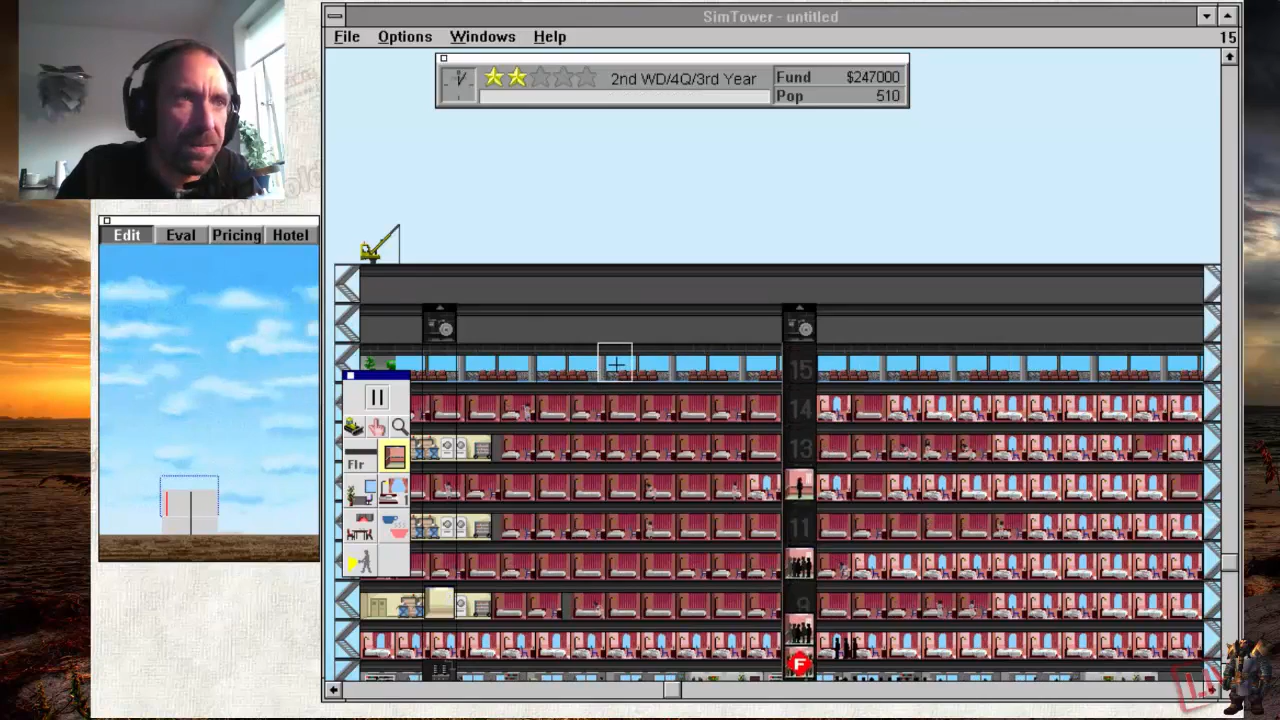 SimTower - untitled
File Options Windows Help
15
2nd WD/4Q/3rd Year
Fund $247000
Pop 510
Edit Eval Pricing Hotel
Flr
15
14
13
11
F